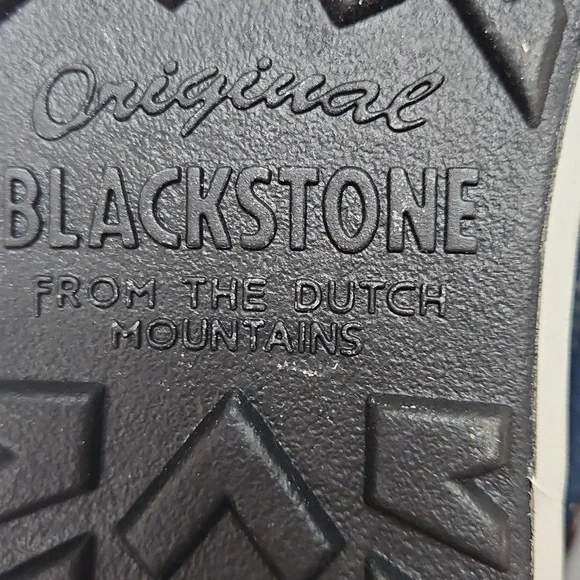 Original
BLACKSTONE
FROM THE DUTCH
MOUNTAINS